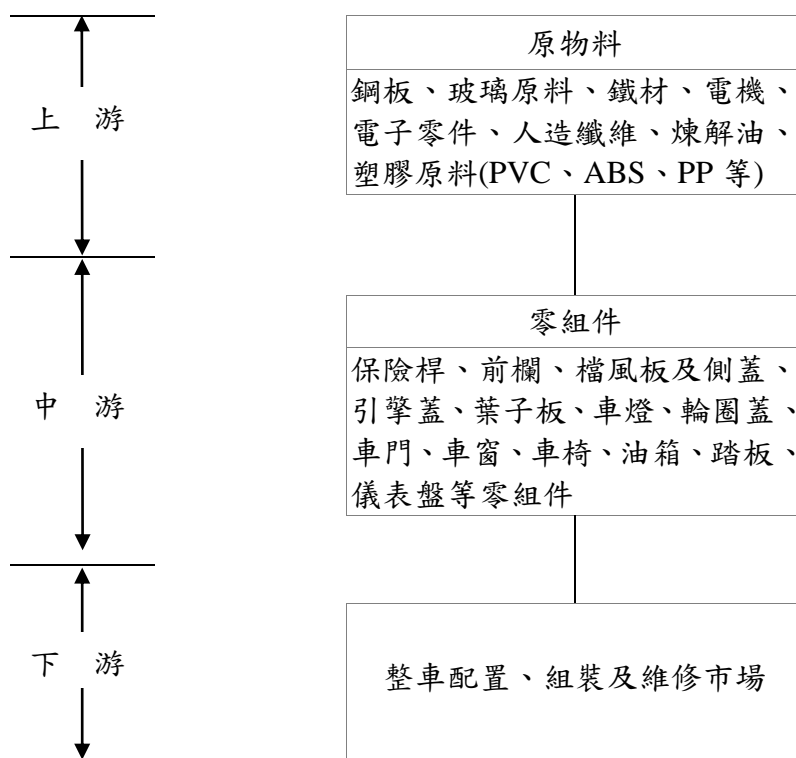 上 游
原物料
鋼板、玻璃原料、鐵材、電機、
電子零件、人造纖維、煉解油、
塑膠原料(PVC、ABS、PP 等)
中 游
零組件
保險桿、前欄、檔風板及側蓋、
引擎蓋、葉子板、車燈、輪圈蓋、
車門、車窗、車椅、油箱、踏板、
儀表盤等零組件
下 游
整車配置、組裝及維修市場